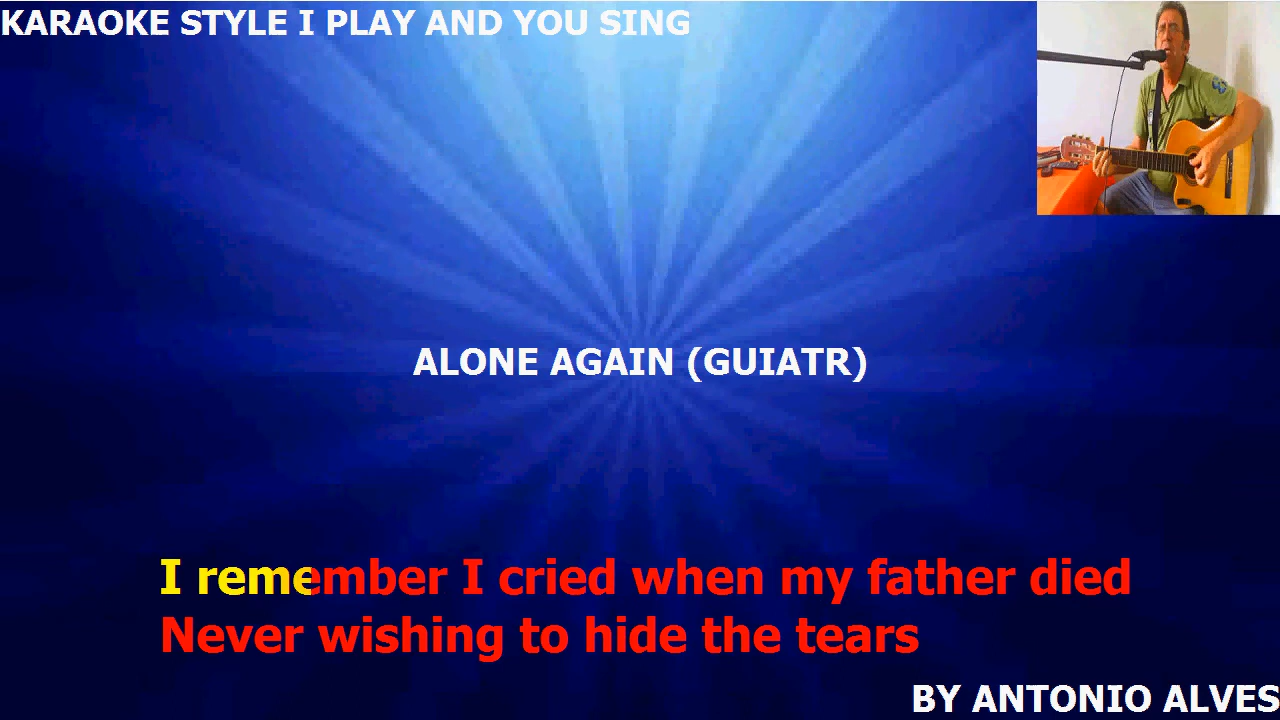 KARAOKE STYLE I PLAY AND YOU SING
ALONE AGAIN (GUIATR)
I remember I cried when my father died
Never wishing to hide the tears
BY ANTONIO ALVES